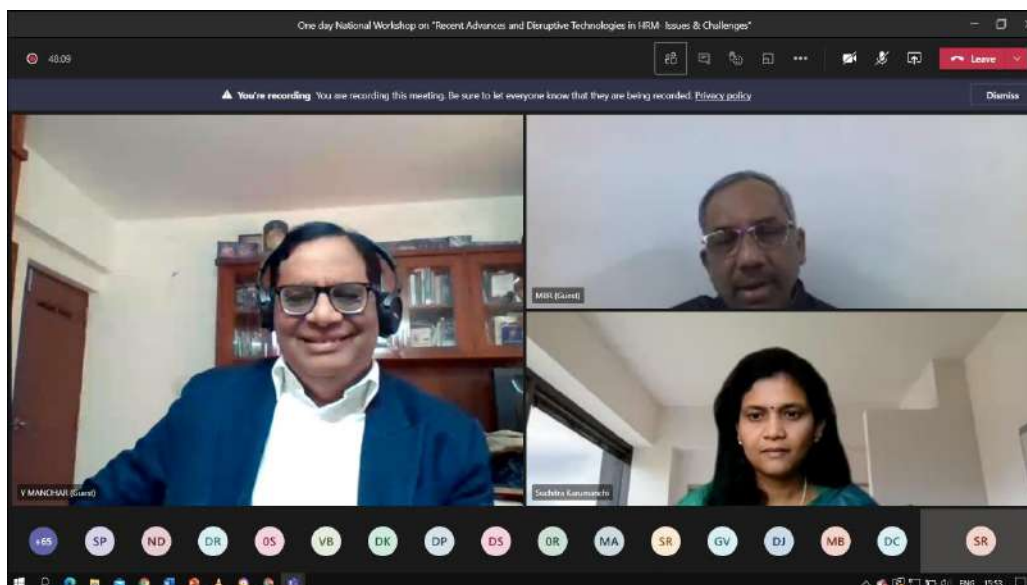 One day National Workshop on "Recent Advances and Disruptive Technologies in HRM- Issues & Challenges"
48:09
Leave
You're recording You are recording this meeting. Be sure to let everyone know that they are being recorded. Privacy policy
Dismiss
MBR (Guest)
V MANOHAR (Guest)
Suchitra Karumanchi
+65
SP
ND
DR
0S
VB
DK
DP
DS
0R
MA
SR
GV
DJ
MB
DC
SR
ENG 15:53